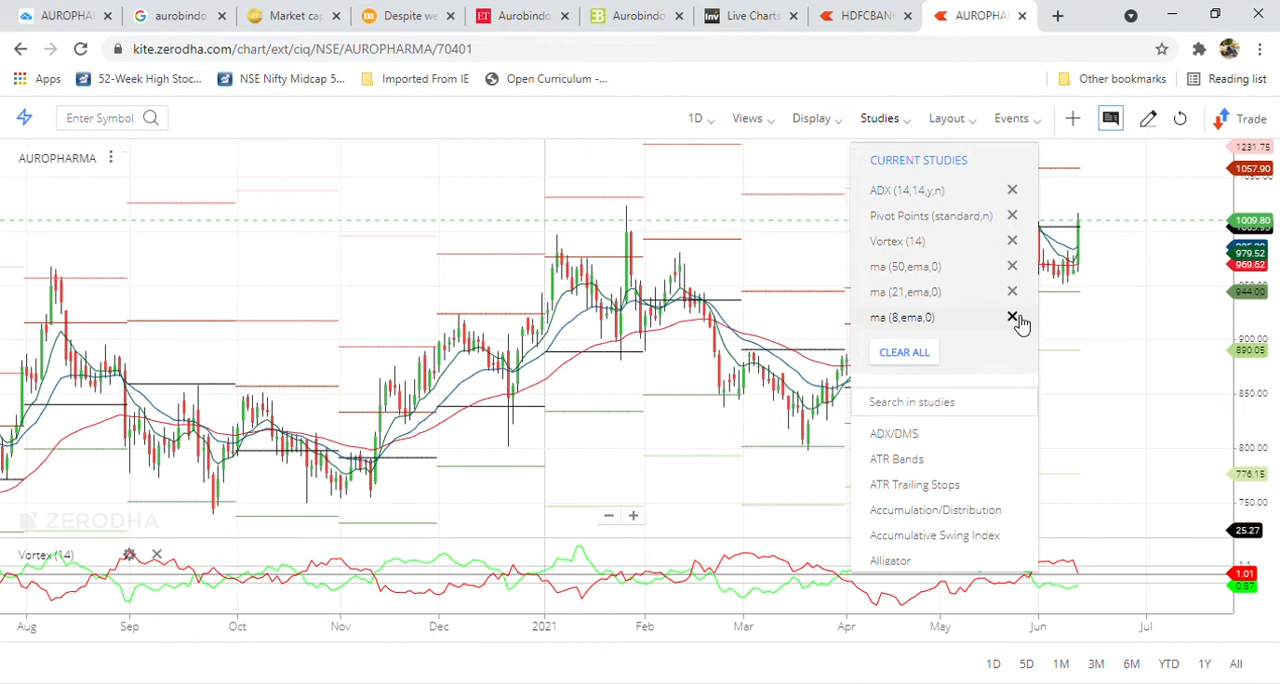 AUROPHA
aurobindo
Market ca
Despite we
ET
Aurobindo
Aurobindo
Inv
Live Charts
HDFCBAN
AUROPHA
kite.zerodha.com/chart/ext/ciq/NSE/AUROPHARMA/70401
Apps
52-Week High Stoc...
NSE Nifty Midcap 5...
Imported From IE
Open Curriculum -...
Other bookmarks
Reading list
Enter Symbol
1D
Views
Display
Studies
Layout
Events
Trade
AUROPHARMA
CURRENT STUDIES
ADX (14,14,y,n)
Pivot Points (standard,n)
Vortex (14)
ma (50,ema,0)
ma (21,ema,0)
ma (8,ema,0)
CLEAR ALL
Search in studies
ADX/DMS
ATR Bands
ATR Trailing Stops
Accumulation/Distribution
Accumulative Swing Index
Alligator
1231.75
1057.90
1009.80
979.52
969.62
944.00
900.00
890.05
850.00
800.00
776.15
750.00
25.27
ZERODHA
Vortex (14)
1.01
0.87
Aug
Sep
Oct
Nov
Dec
2021
Feb
Mar
Apr
May
Jun
Jul
1D
5D
1M
3M
6M
YTD
1Y
All